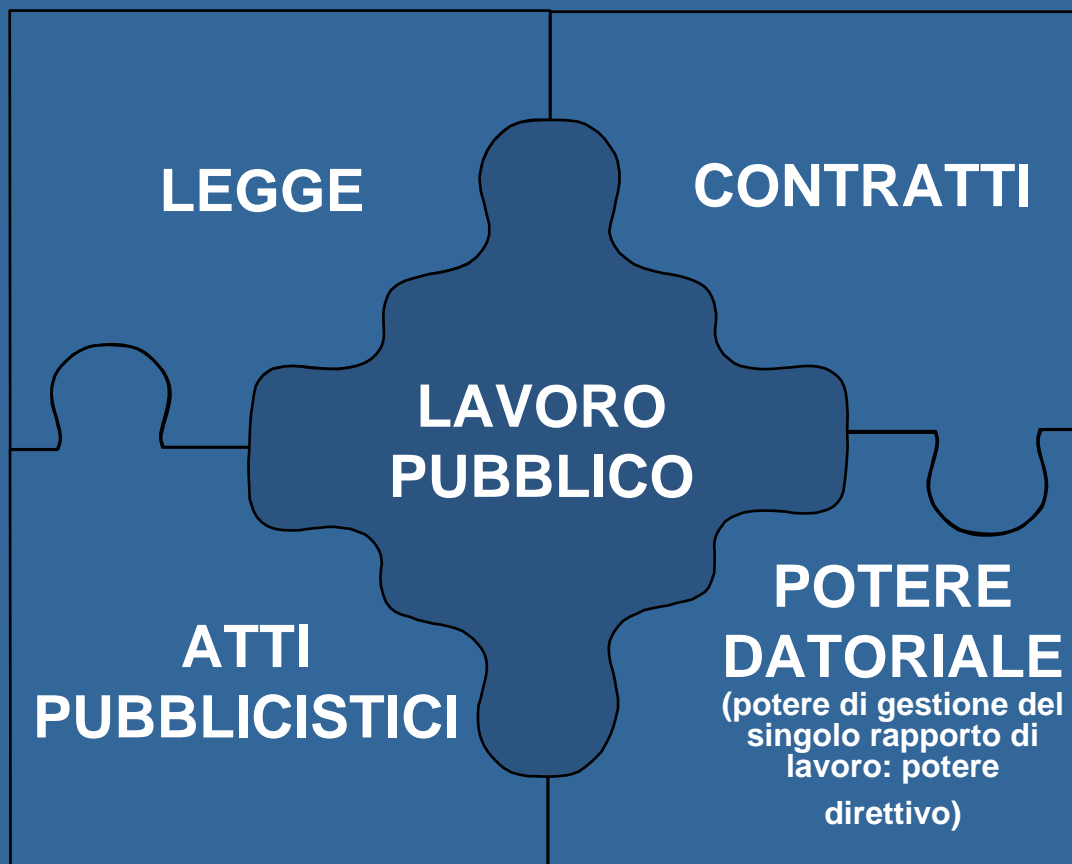 LEGGE
CONTRATTI
LAVORO
PUBBLICO
ATTI
PUBBLICISTICI
POTERE
DATORIALE
(potere di gestione del
singolo rapporto di
lavoro: potere
direttivo)